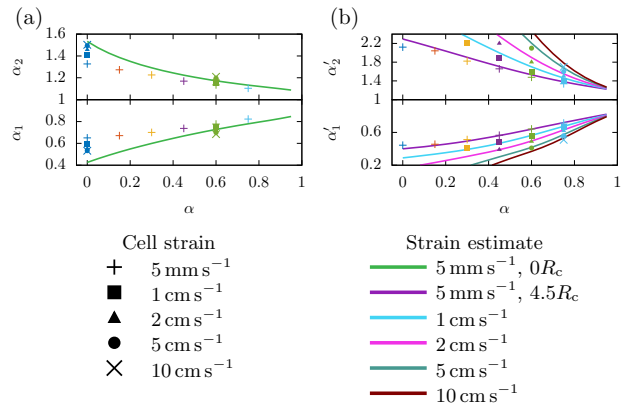 (a)
(b)
1.6
1.4
1.2
1
α₂
0.8
0.6
0.4
α₁
0 0.2 0.4 0.6 0.8 1
α
2.2
1.8
1.4
1
α′₂
0.6
0.2
α′₁
0 0.2 0.4 0.6 0.8 1
α
Cell strain
5 mm s⁻¹
1 cm s⁻¹
2 cm s⁻¹
5 cm s⁻¹
10 cm s⁻¹
Strain estimate
5 mm s⁻¹, 0R_c
5 mm s⁻¹, 4.5R_c
1 cm s⁻¹
2 cm s⁻¹
5 cm s⁻¹
10 cm s⁻¹